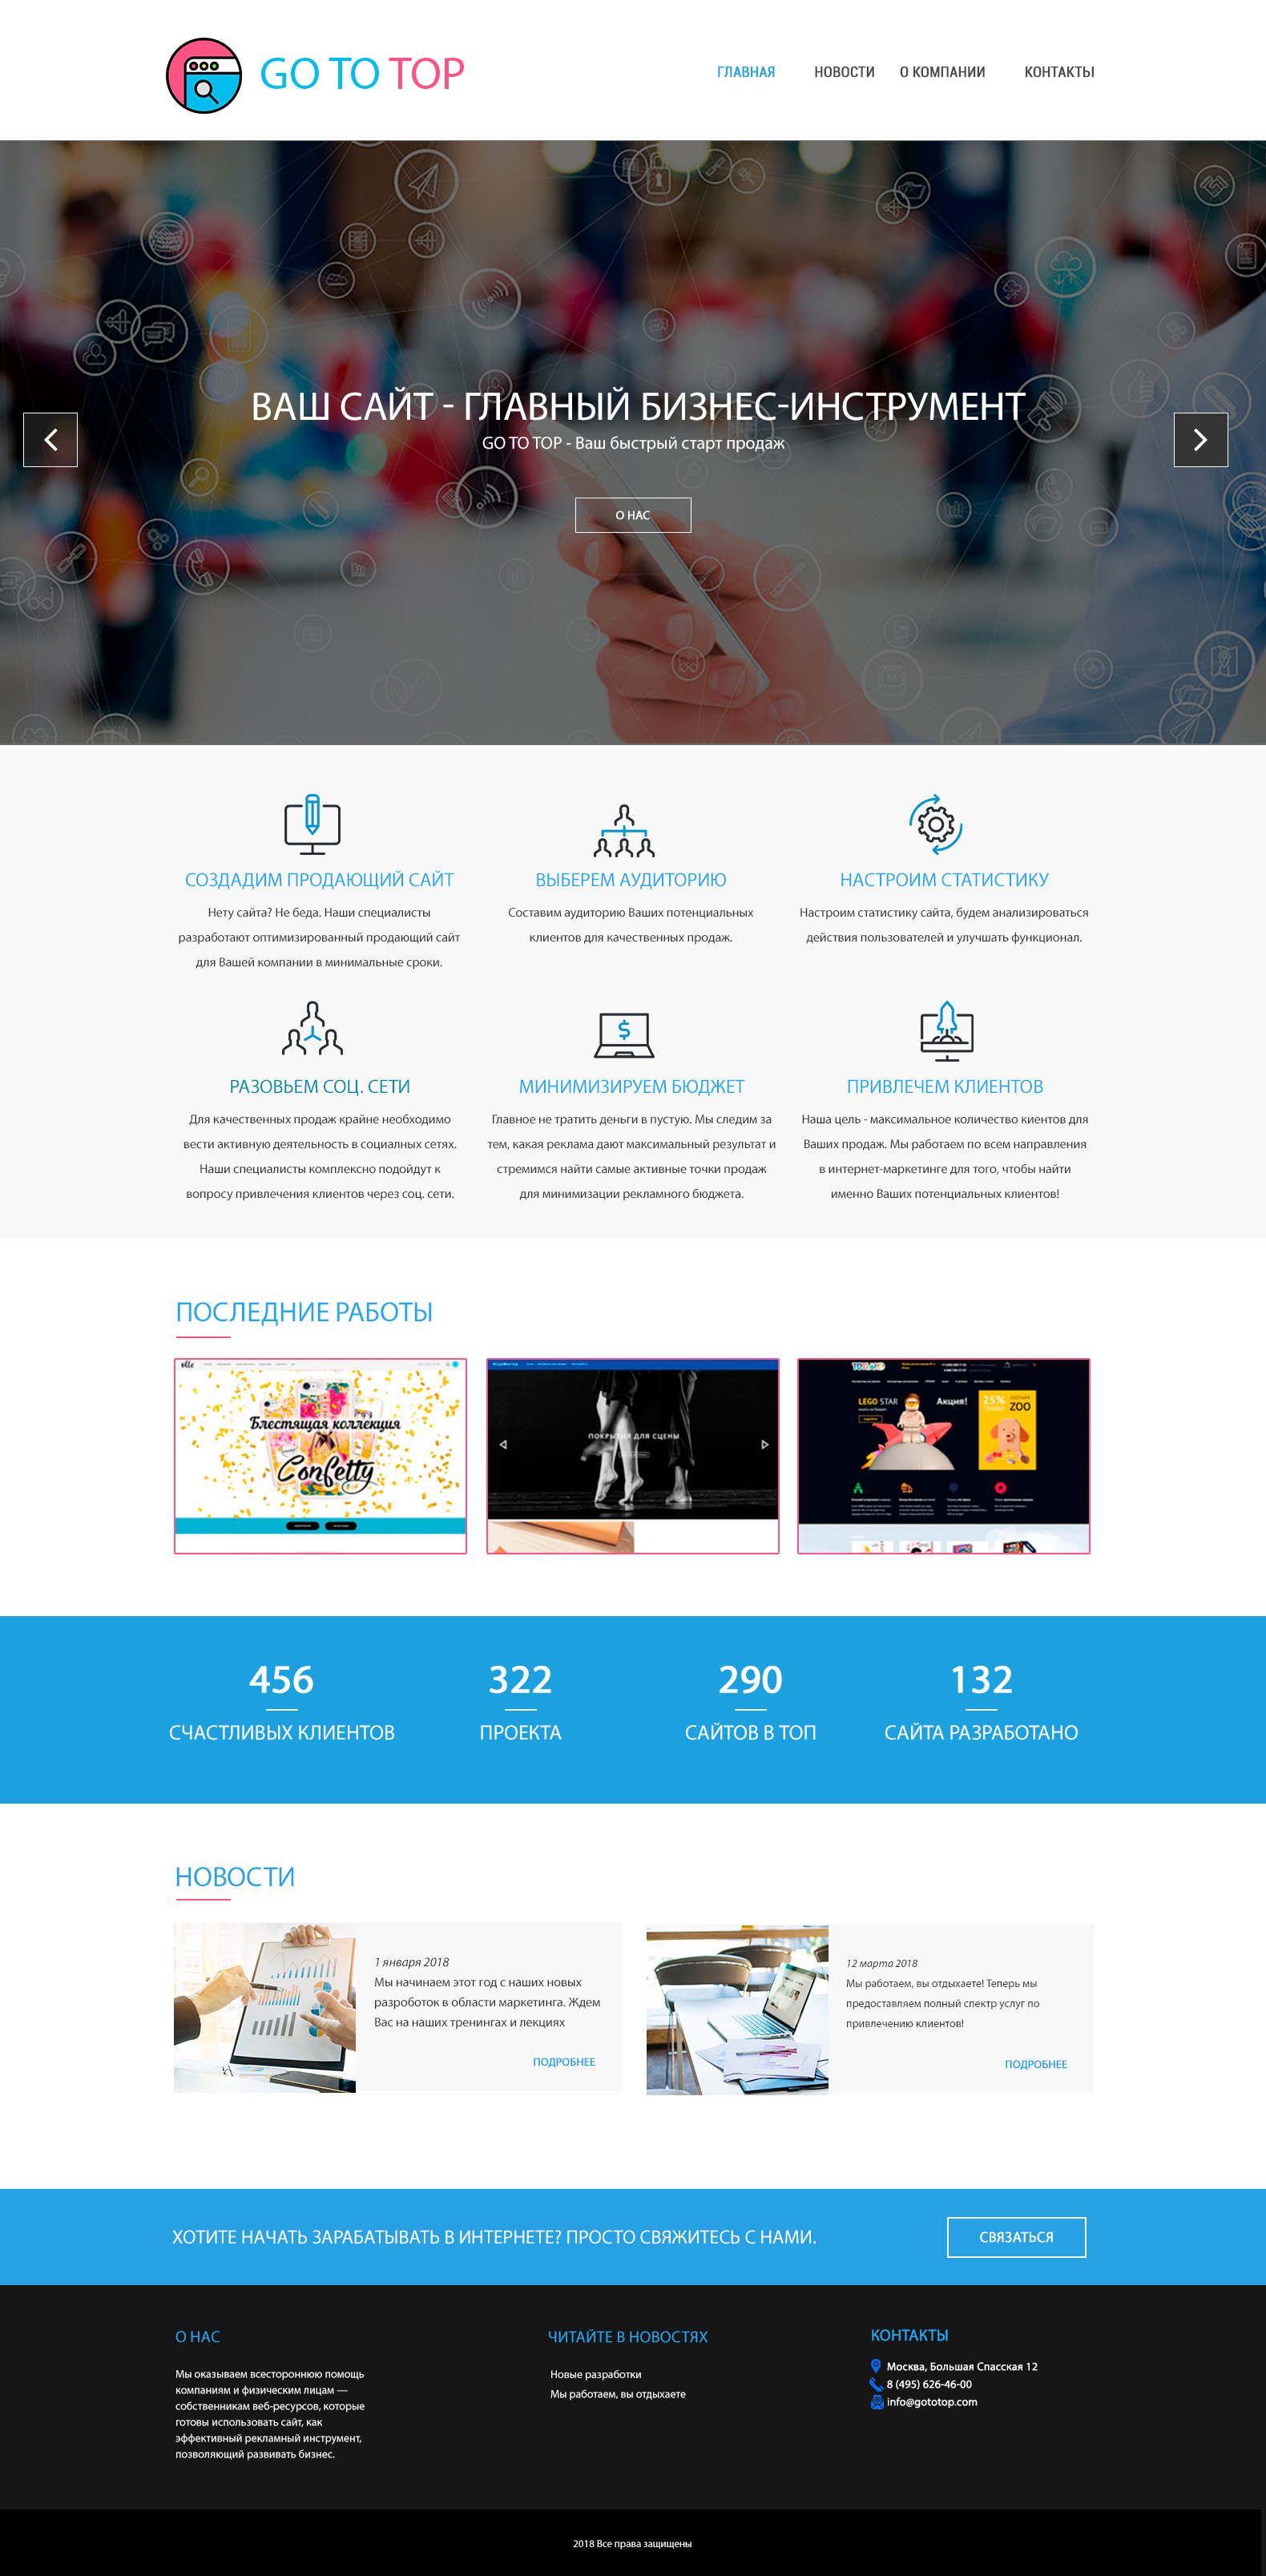 GO TO TOP
ГЛАВНАЯ НОВОСТИ О КОМПАНИИ КОНТАКТЫ
ВАШ САЙТ - ГЛАВНЫЙ БИЗНЕС-ИНСТРУМЕНТ
GO TO TOP - Ваш быстрый старт продаж
О НАС
СОЗДАДИМ ПРОДАЮЩИЙ САЙТ
Нету сайта? Не беда. Наши специалисты
разработают оптимизированный продающий сайт
для Вашей компании в минимальные сроки.
ВЫБЕРЕМ АУДИТОРИЮ
Составим аудиторию Ваших потенциальных
клиентов для качественных продаж.
НАСТРОИМ СТАТИСТИКУ
Настроим статистику сайта, будем анализироваться
действия пользователей и улучшать функционал.
РАЗОВЬЕМ СОЦ. СЕТИ
Для качественных продаж крайне необходимо
вести активную деятельность в социалных сетях.
Наши специалисты комплексно подойдут к
вопросу привлечения клиентов через соц. сети.
МИНИМИЗИРУЕМ БЮДЖЕТ
Главное не тратить деньги в пустую. Мы следим за
тем, какая реклама дают максимальный результат и
стремимся найти самые активные точки продаж
для минимизации рекламного бюджета.
ПРИВЛЕЧЕМ КЛИЕНТОВ
Наша цель - максимальное количество киентов для
Ваших продаж. Мы работаем по всем направления
в интернет-маркетинге для того, чтобы найти
именно Ваших потенциальных клиентов!
ПОСЛЕДНИЕ РАБОТЫ
Блестящая коллекция
Confetty
ПОКРЫТИЯ ДЛЯ СЦЕНЫ
LEGO STAR
Акция!
25%
СКИДКА
ZOO
456
СЧАСТЛИВЫХ КЛИЕНТОВ
322
ПРОЕКТА
290
САЙТОВ В ТОП
132
САЙТА РАЗРАБОТАНО
НОВОСТИ
1 января 2018
Мы начинаем этот год с наших новых
разроботок в области маркетинга. Ждем
Вас на наших тренингах и лекциях
ПОДРОБНЕЕ
12 марта 2018
Мы работаем, вы отдыхаете! Теперь мы
предоставляем полный спектр услуг по
привлечению клиентов!
ПОДРОБНЕЕ
ХОТИТЕ НАЧАТЬ ЗАРАБАТЫВАТЬ В ИНТЕРНЕТЕ? ПРОСТО СВЯЖИТЕСЬ С НАМИ.
СВЯЗАТЬСЯ
О НАС
Мы оказываем всестороннюю помощь
компаниям и физическим лицам —
собственникам веб-ресурсов, которые
готовы использовать сайт, как
эффективный рекламный инструмент,
позволяющий развивать бизнес.
ЧИТАЙТЕ В НОВОСТЯХ
Новые разработки
Мы работаем, вы отдыхаете
КОНТАКТЫ
Москва, Большая Спасская 12
8 (495) 626-46-00
info@gototop.com
2018 Все права защищены